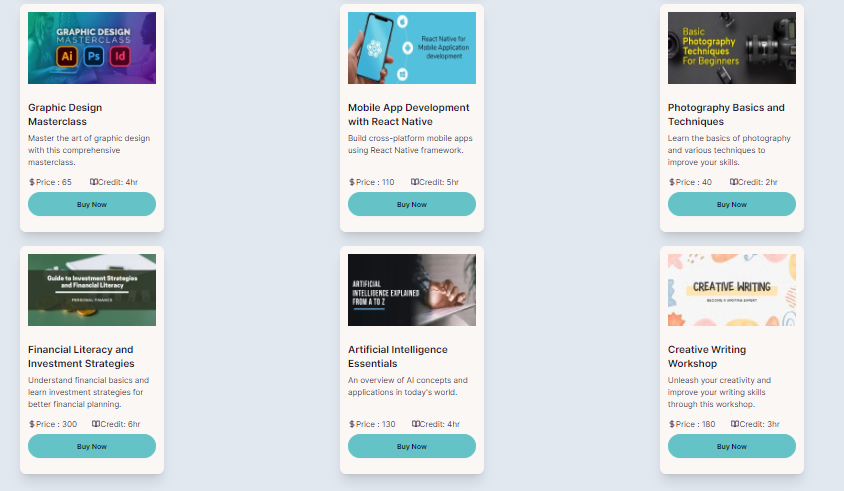 GRAPHIC DESIGN
MASTERCLASS
Ai Ps Id
Graphic Design
Masterclass
Master the art of graphic design
with this comprehensive
masterclass.
$ Price : 65 Credit: 4hr
Buy Now
React Native for
Mobile Application
development
Mobile App Development
with React Native
Build cross-platform mobile apps
using React Native framework.
$ Price : 110 Credit: 5hr
Buy Now
Basic
Photography
Techniques
For Beginners
Photography Basics and
Techniques
Learn the basics of photography
and various techniques to
improve your skills.
$ Price : 40 Credit: 2hr
Buy Now
Guide to Investment Strategies
and Financial Literacy
PERSONAL FINANCE
Financial Literacy and
Investment Strategies
Understand financial basics and
learn investment strategies for
better financial planning.
$ Price : 300 Credit: 6hr
Buy Now
ARTIFICIAL
INTELLIGENCE EXPLAINED
FROM A TO Z
Artificial Intelligence
Essentials
An overview of AI concepts and
applications in today's world.
$ Price : 130 Credit: 4hr
Buy Now
CREATIVE WRITING
BECOME A WRITING EXPERT
Creative Writing
Workshop
Unleash your creativity and
improve your writing skills
through this workshop.
$ Price : 180 Credit: 3hr
Buy Now